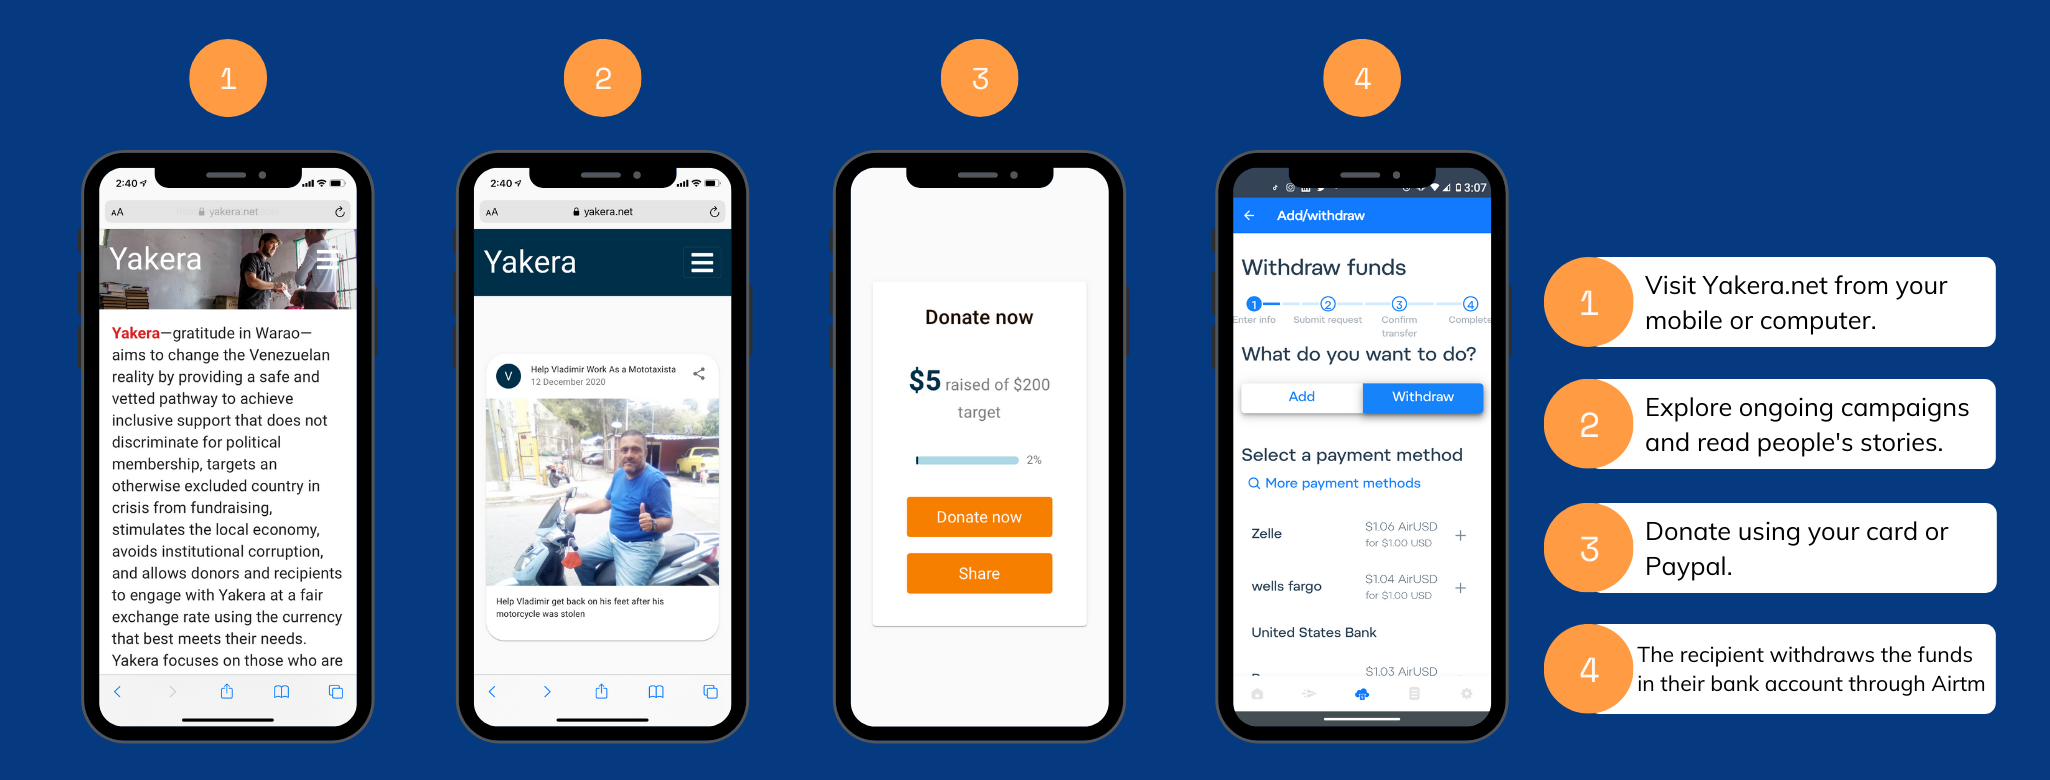 1
2
3
4
2:40
AA
yakera.net
Yakera
Yakera—gratitude in Warao—
aims to change the Venezuelan
reality by providing a safe and
vetted pathway to achieve
inclusive support that does not
discriminate for political
membership, targets an
otherwise excluded country in
crisis from fundraising,
stimulates the local economy,
avoids institutional corruption,
and allows donors and recipients
to engage with Yakera at a fair
exchange rate using the currency
that best meets their needs.
Yakera focuses on those who are
2:40
AA
yakera.net
Yakera
V
Help Vladimir Work As a Mototaxista
12 December 2020
Help Vladimir get back on his feet after his
motorcycle was stolen
Donate now
$5 raised of $200
target
2%
Donate now
Share
3:07
Add/withdraw
Withdraw funds
1
2
3
4
Enter info
Submit request
Confirm
transfer
Complete
What do you want to do?
Add
Withdraw
Select a payment method
More payment methods
Zelle
$1.06 AirUSD
for $1.00 USD
wells fargo
$1.04 AirUSD
for $1.00 USD
United States Bank
$1.03 AirUSD
1
Visit Yakera.net from your
mobile or computer.
2
Explore ongoing campaigns
and read people's stories.
3
Donate using your card or
Paypal.
4
The recipient withdraws the funds
in their bank account through Airtm